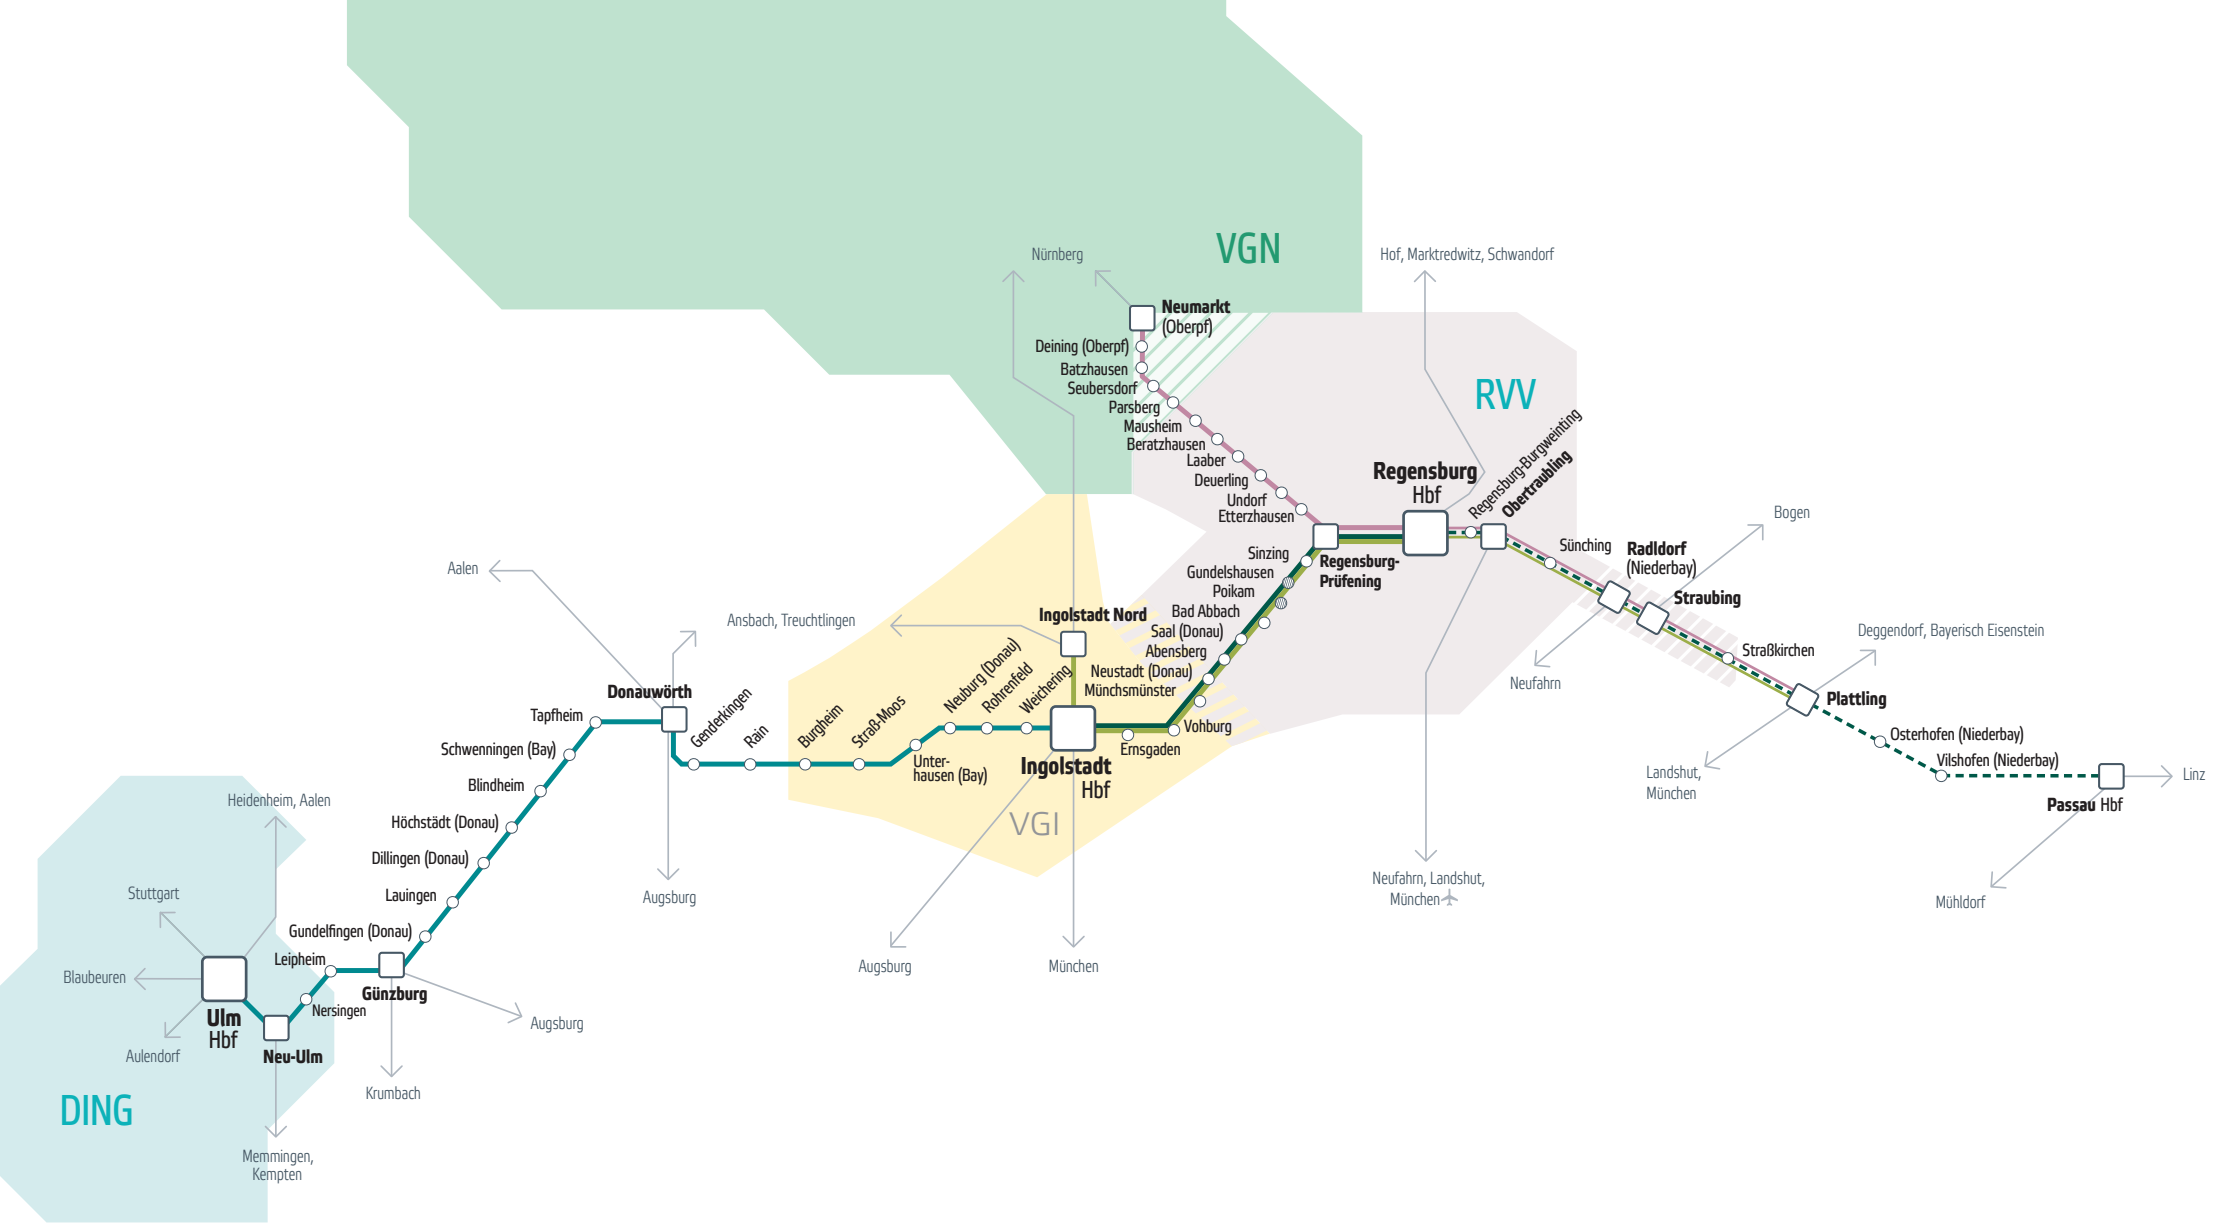 VGN
Nürnberg
Hof, Marktredwitz, Schwandorf
Neumarkt
(Oberpf)
Deining (Oberpf)
Batzhausen
Seubersdorf
Parsberg
Mausheim
Beratzhausen
Laaber
Deuerling
Undorf
Etterzhausen
RVV
Regensburg
Hbf
Regensburg-Burgweinting
Obertraubling
Regensburg-
Prüfening
Sinzing
Gundelshausen
Poikam
Bad Abbach
Saal (Donau)
Abensberg
Neustadt (Donau)
Münchsmünster
Vohburg
Ernsgaden
Sünching
Radldorf
(Niederbay)
Bogen
Straubing
Neufahrn
Straßkirchen
Deggendorf, Bayerisch Eisenstein
Plattling
Landshut,
München
Osterhofen (Niederbay)
Vilshofen (Niederbay)
Passau Hbf
Linz
Mühldorf
Neufahrn, Landshut,
München
Aalen
Ansbach, Treuchtlingen
Ingolstadt Nord
Ingolstadt
Hbf
VGI
Weichering
Rohrenfeld
Neuburg (Donau)
Unter-
hausen (Bay)
Straß-Moos
Burgheim
Rain
Genderkingen
Donauwörth
Augsburg
Augsburg
München
Tapfheim
Schwenningen (Bay)
Blindheim
Höchstädt (Donau)
Dillingen (Donau)
Lauingen
Gundelfingen (Donau)
Leipheim
Günzburg
Nersingen
Augsburg
Krumbach
Heidenheim, Aalen
Stuttgart
Blaubeuren
Ulm
Hbf
Neu-Ulm
Aulendorf
DING
Memmingen,
Kempten